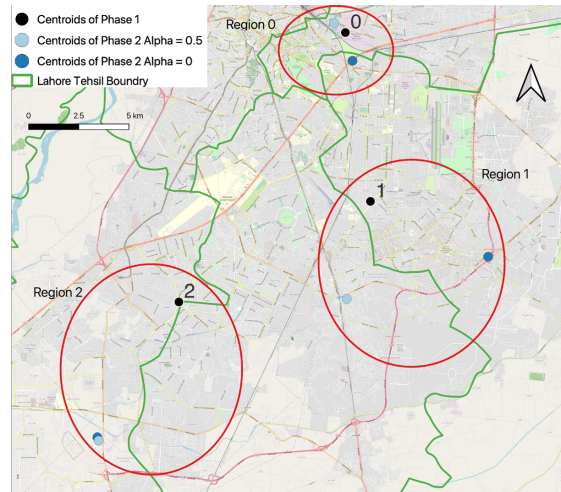 Centroids of Phase 1
Centroids of Phase 2 Alpha = 0.5
Centroids of Phase 2 Alpha = 0
Lahore Tehsil Boundry
0 2.5 5 km
Region 0
0
1
Region 1
Region 2
2